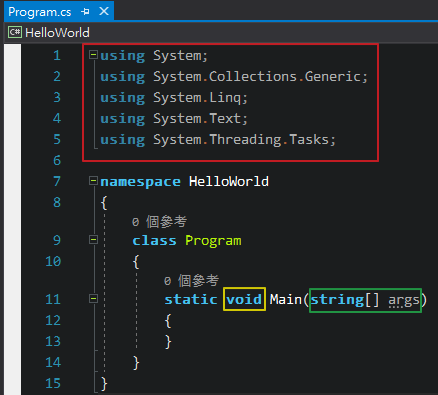 Program.cs
C# HelloWorld
1 using System;
2 using System.Collections.Generic;
3 using System.Linq;
4 using System.Text;
5 using System.Threading.Tasks;
6
7 namespace HelloWorld
8 {
0 個參考
9 class Program
10 {
0 個參考
11 static void Main(string[] args)
12 {
13 }
14 }
15 }